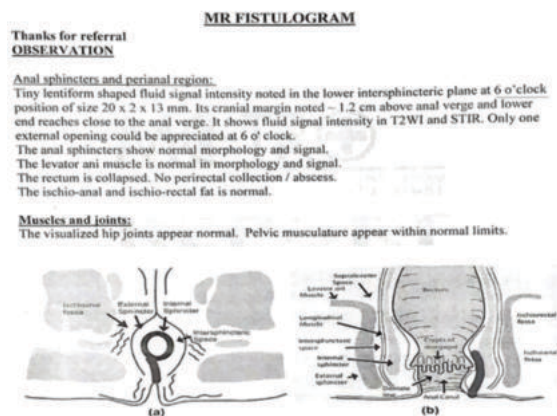 MR FISTULOGRAM
Thanks for referral
OBSERVATION
Anal sphincters and perianal region:
Tiny lentiform shaped fluid signal intensity noted in the lower intersphincteric plane at 6 o'clock
position of size 20 x 2 x 13 mm. Its cranial margin noted ~ 1.2 cm above anal verge and lower
end reaches close to the anal verge. It shows fluid signal intensity in T2WI and STIR. Only one
external opening could be appreciated at 6 o' clock.
The anal sphincters show normal morphology and signal.
The levator ani muscle is normal in morphology and signal.
The rectum is collapsed. No perirectal collection / abscess.
The ischio-anal and ischio-rectal fat is normal.
Muscles and joints:
The visualized hip joints appear normal. Pelvic musculature appear within normal limits.
External
Sphincter
Internal
Sphincter
Intersphincteric
Space
fossa
(a)
Supralevator
Space
Levator ani
Muscle
Rectum
Longitudinal
Muscle
Internal
sphincter
External
sphincter
Crypts of
Anal Canal
Ischiorectal
fossa
(b)